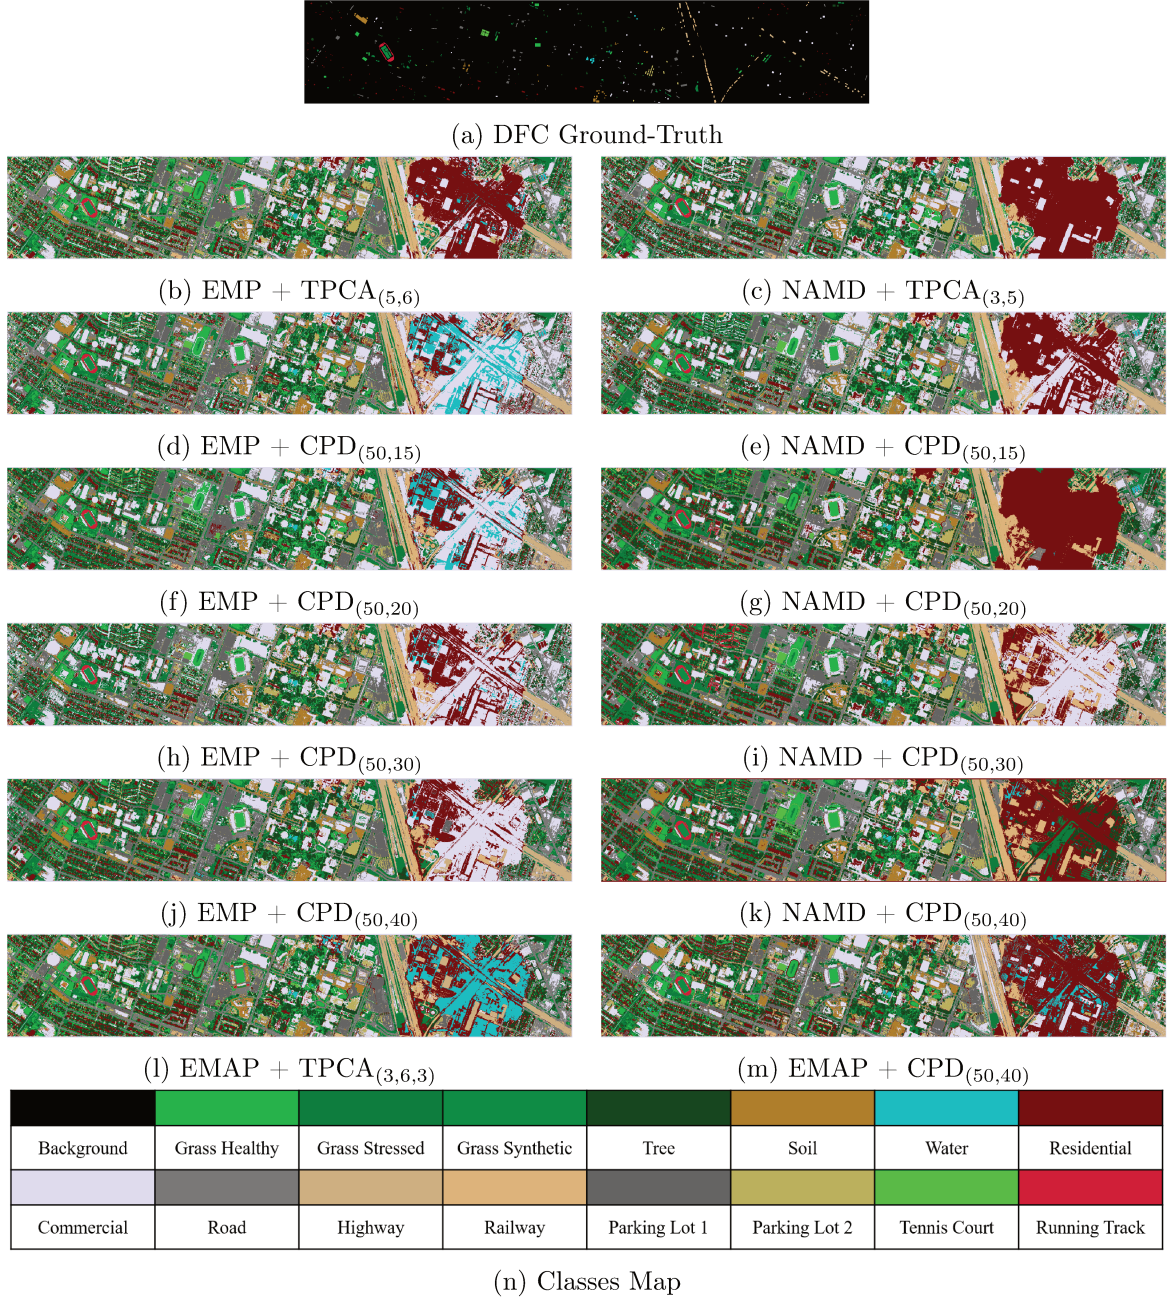 (a) DFC Ground-Truth
(b) EMP + TPCA(5,6)
(c) NAMD + TPCA(3,5)
(d) EMP + CPD(50,15)
(e) NAMD + CPD(50,15)
(f) EMP + CPD(50,20)
(g) NAMD + CPD(50,20)
(h) EMP + CPD(50,30)
(i) NAMD + CPD(50,30)
(j) EMP + CPD(50,40)
(k) NAMD + CPD(50,40)
(l) EMAP + TPCA(3,6,3)
(m) EMAP + CPD(50,40)
Background Grass Healthy Grass Stressed Grass Synthetic Tree Soil Water Residential
Commercial Road Highway Railway Parking Lot 1 Parking Lot 2 Tennis Court Running Track
(n) Classes Map